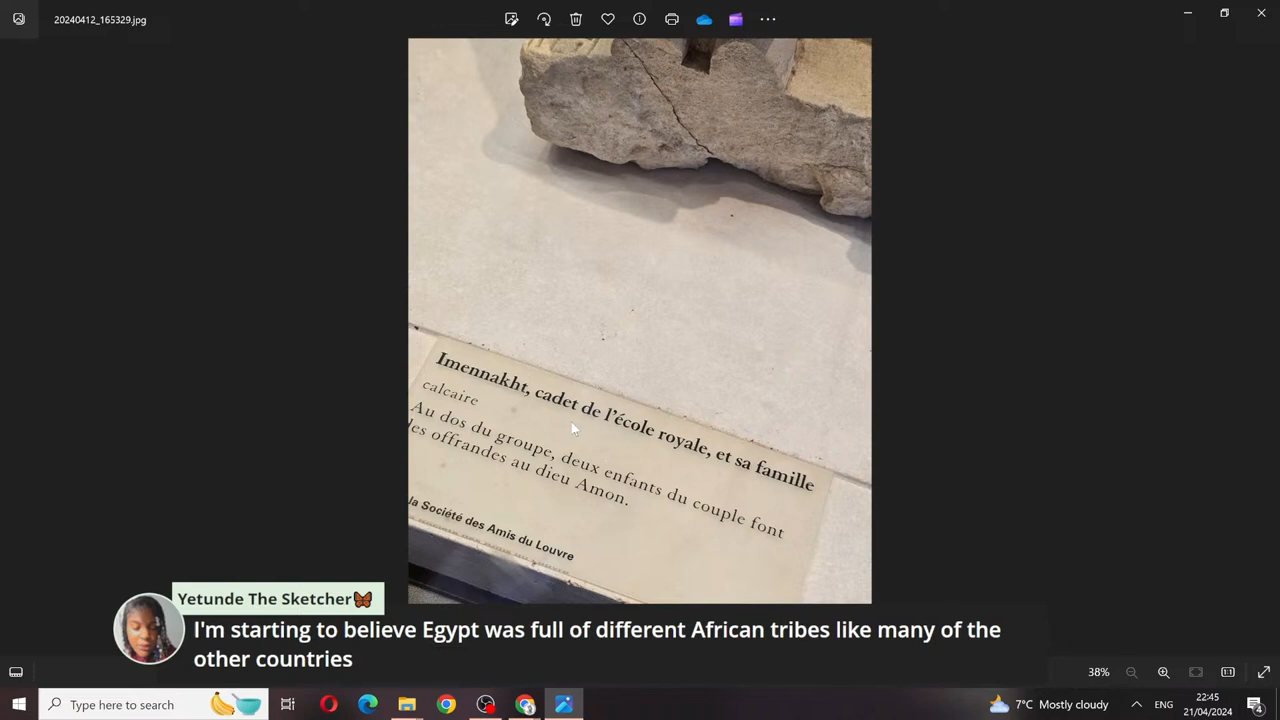 20240412_165329.jpg
Imennakht, cadet de l'école royale, et sa famille
calcaire
Au dos du groupe, deux enfants du couple font
les offrandes au dieu Amon.
la Société des Amis du Louvre
Yetunde The Sketcher🦋
I'm starting to believe Egypt was full of different African tribes like many of the
other countries
38%
Type here to search
7°C Mostly cloudy
ENG
22:45
21/04/2024
4